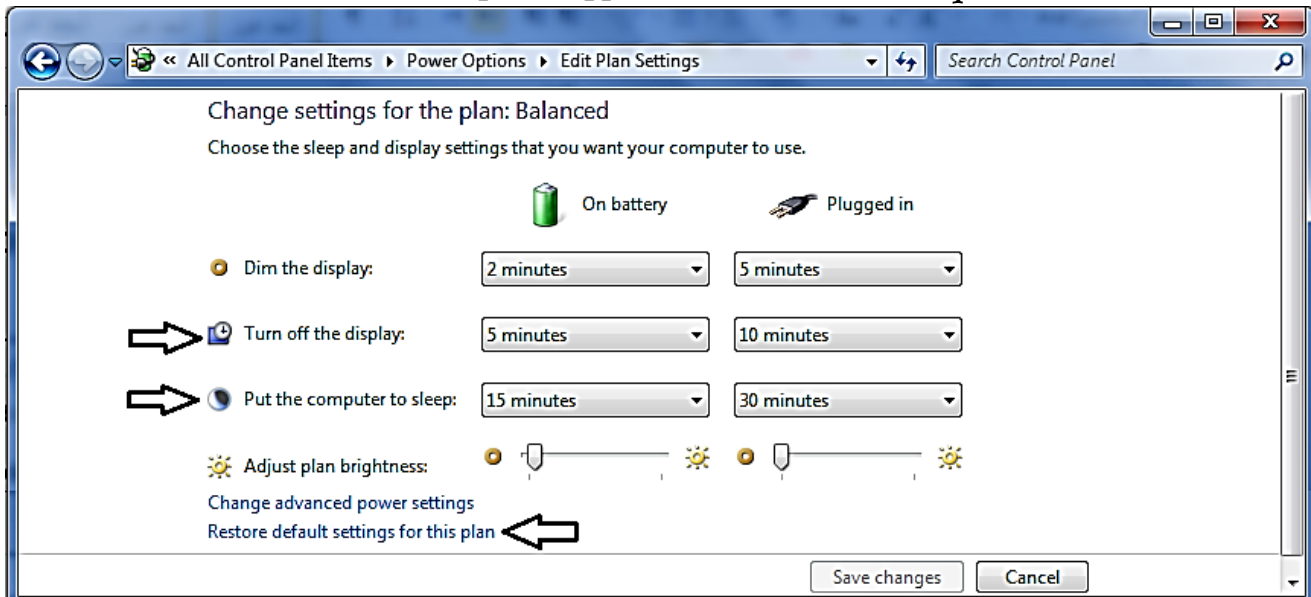 « All Control Panel Items ▸ Power Options ▸ Edit Plan Settings
Search Control Panel
Change settings for the plan: Balanced
Choose the sleep and display settings that you want your computer to use.
On battery Plugged in
Dim the display: 2 minutes 5 minutes
Turn off the display: 5 minutes 10 minutes
Put the computer to sleep: 15 minutes 30 minutes
Adjust plan brightness:
Change advanced power settings
Restore default settings for this plan
Save changes Cancel